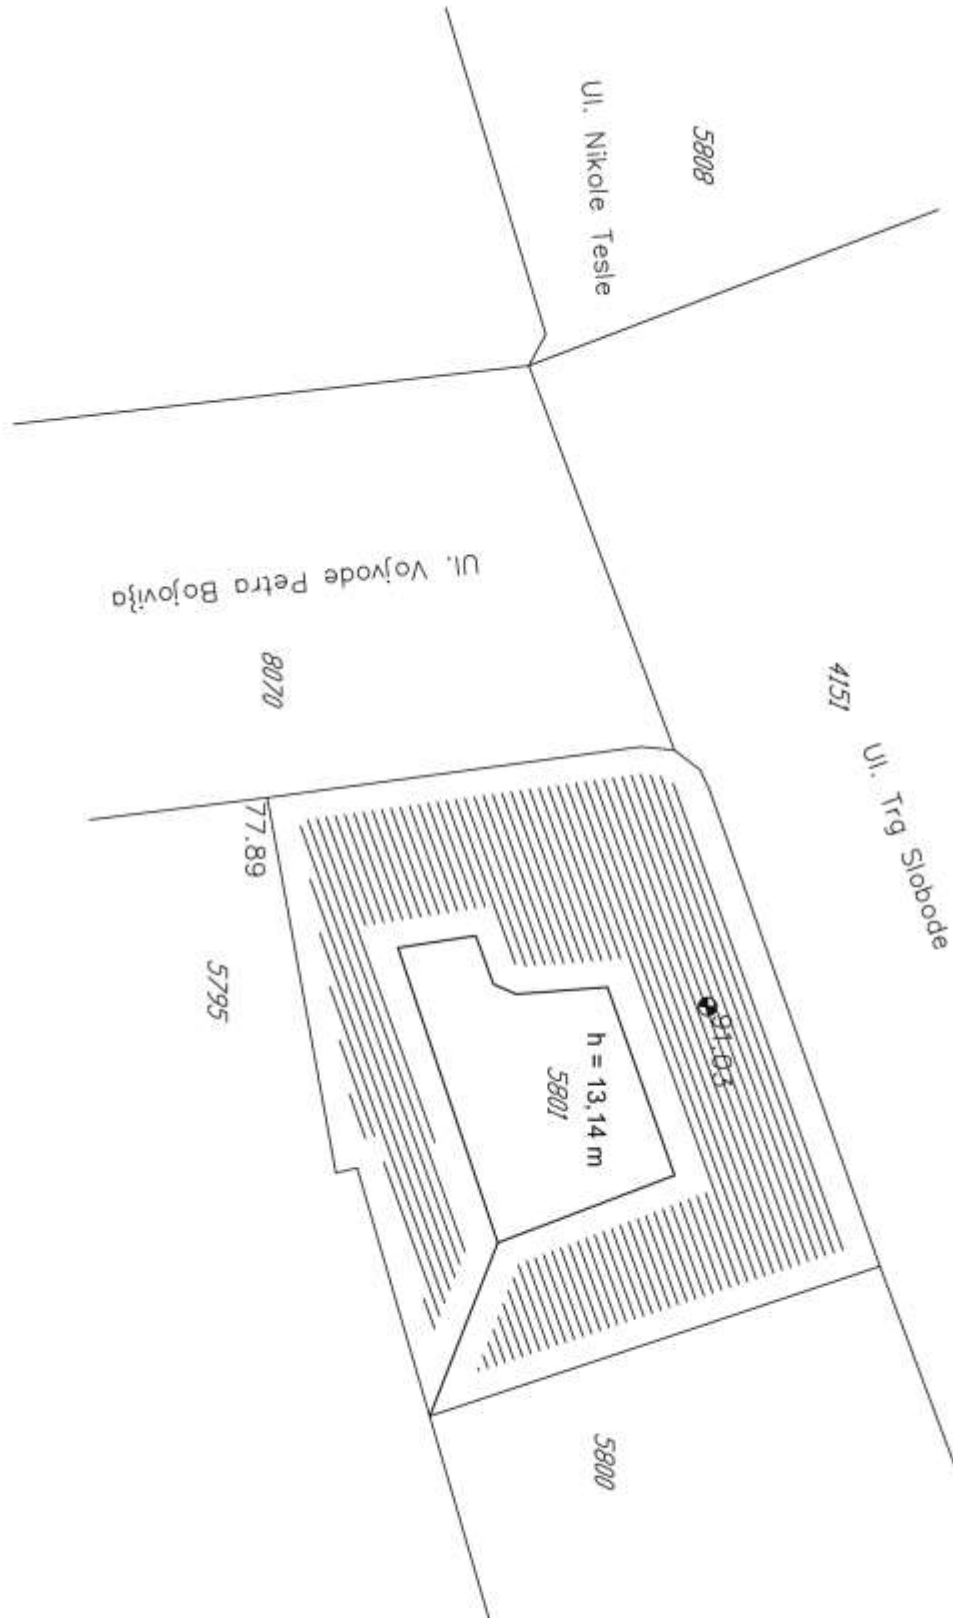 5808
Ul. Nikole Tesle
Ul. Vojvode Petra Bojovi}a
8070
4151
Ul. Trg Slobode
77.89
5795
91.03
h = 13,14 m
5801
5800